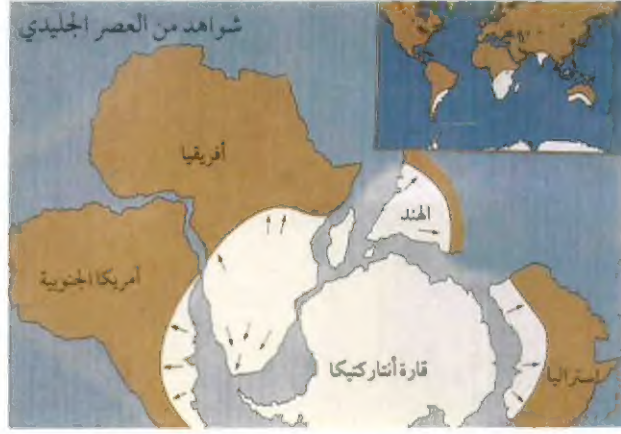 شواهد من العصر الجليدي
أفريقيا
الهند
أمريكا الجنوبية
قارة أنتاركتيكا
استراليا